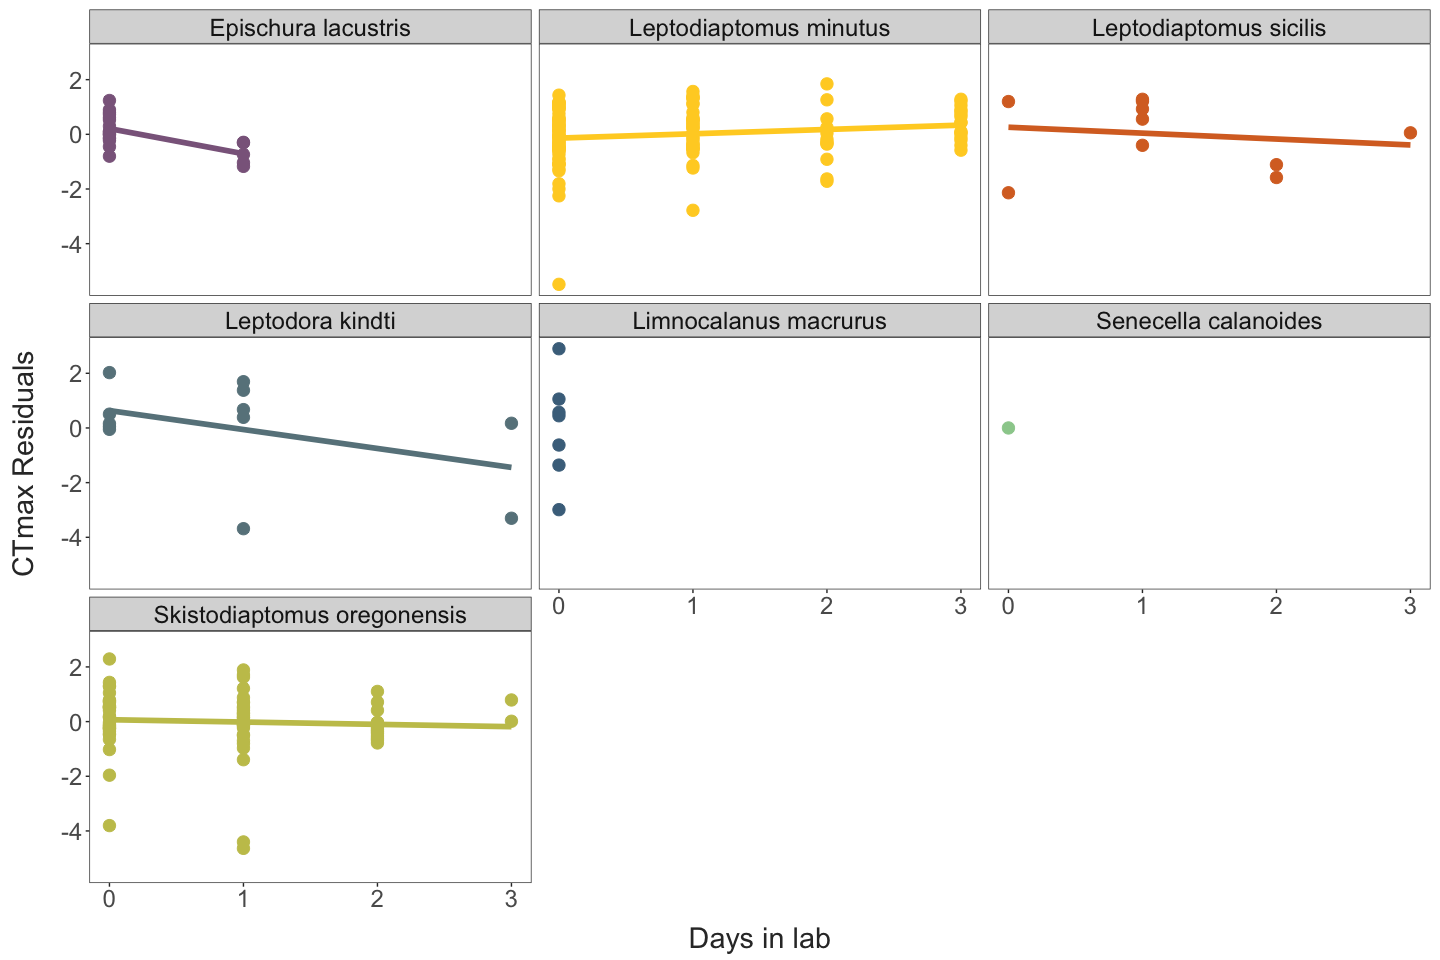 Epischura lacustris
Leptodiaptomus minutus
Leptodiaptomus sicilis
2
0
-2
-4
Leptodora kindti
Limnocalanus macrurus
Senecella calanoides
2
0
-2
-4
0 1 2 3
0 1 2 3
Skistodiaptomus oregonensis
2
0
-2
-4
0 1 2 3
CTmax Residuals
Days in lab